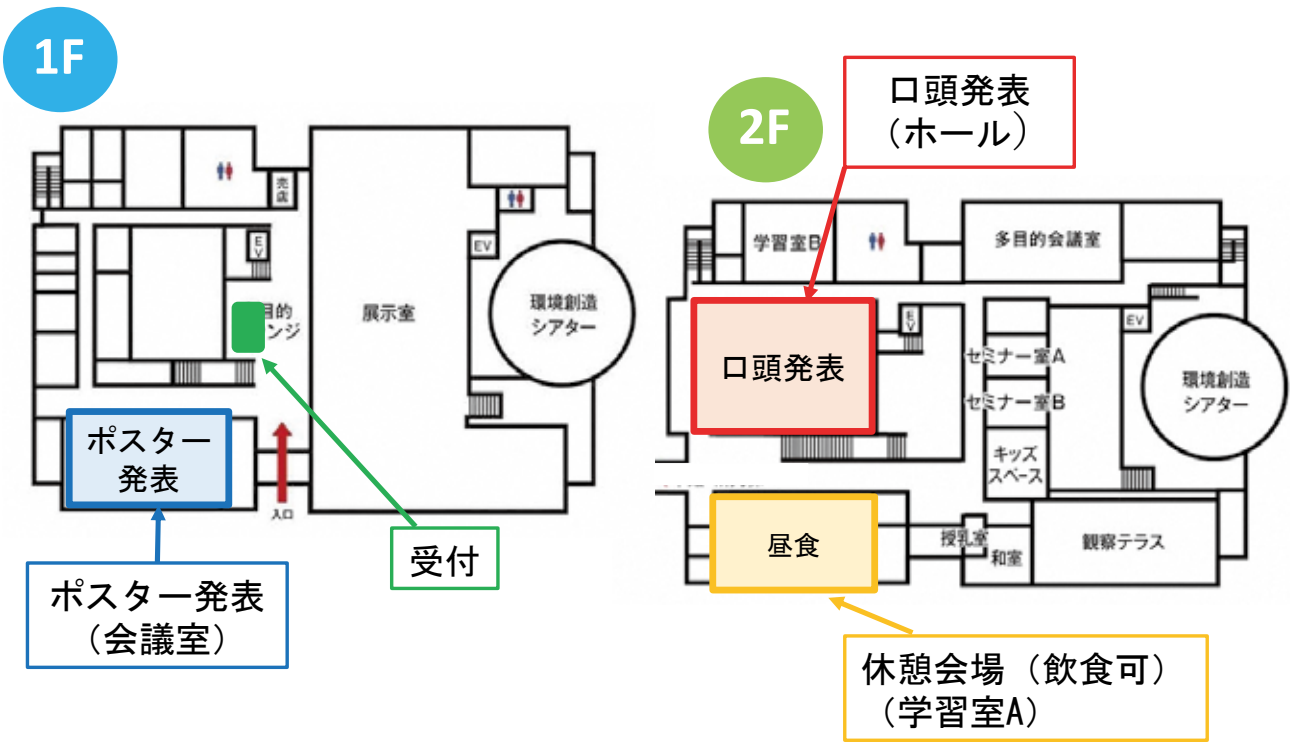 1F
売店
EV
EV
目的
ンジ
展示室
環境創造
シアター
ポスター
発表
入口
受付
ポスター発表
（会議室）
2F
口頭発表
（ホール）
学習室B
多目的会議室
EV
EV
口頭発表
セミナー室A
セミナー室B
キッズ
スペース
環境創造
シアター
昼食
授乳室
和室
観察テラス
休憩会場（飲食可）
（学習室A）